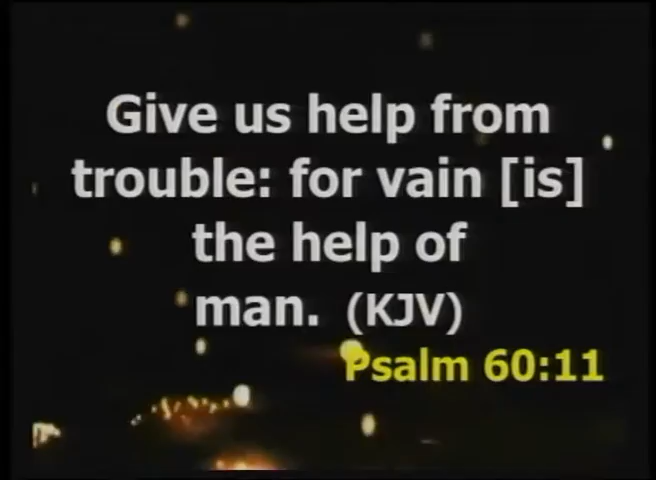 Give us help from
trouble: for vain [is]
the help of
man. (KJV)
Psalm 60:11